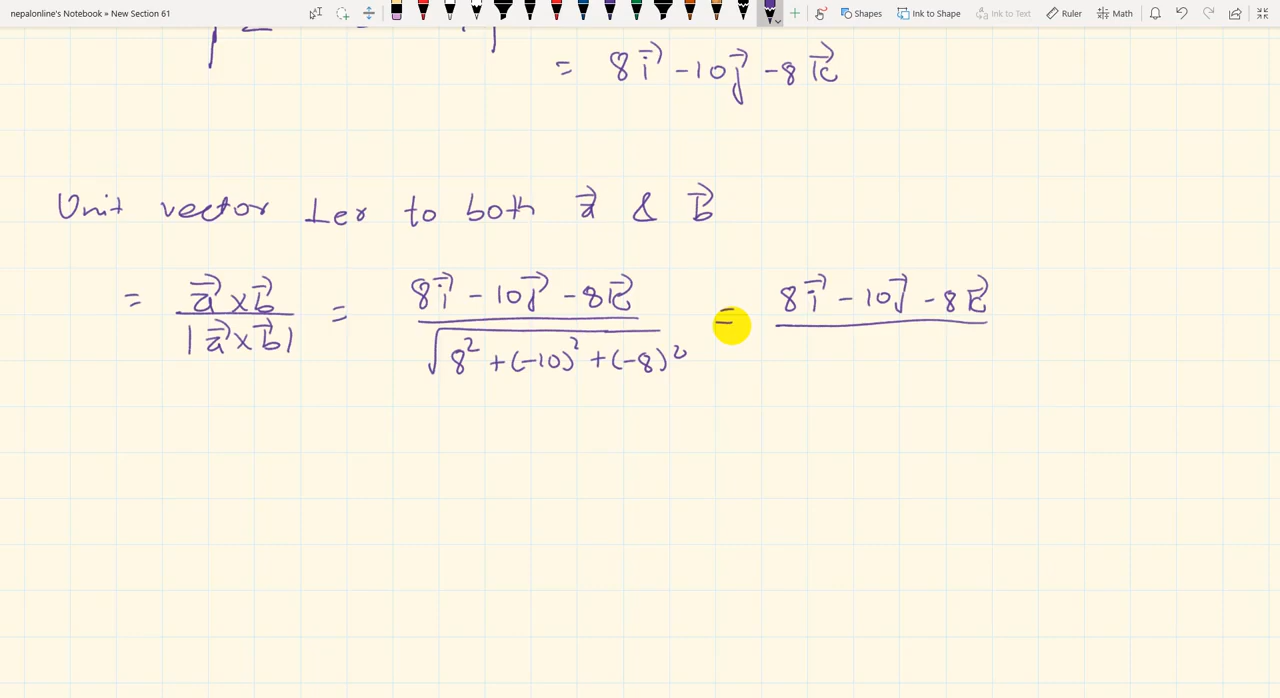 nepalonline's Notebook » New Section 61
Shapes Ink to Shape Ink to Text Ruler Math
= 8i⃗ - 10j⃗ - 8k⃗
Unit vector ⊥er to both a⃗ & b⃗
= a⃗ × b⃗ / |a⃗ × b⃗| = 8i⃗ - 10j⃗ - 8k⃗ / √8² + (-10)² + (-8)² = 8i⃗ - 10j⃗ - 8k⃗